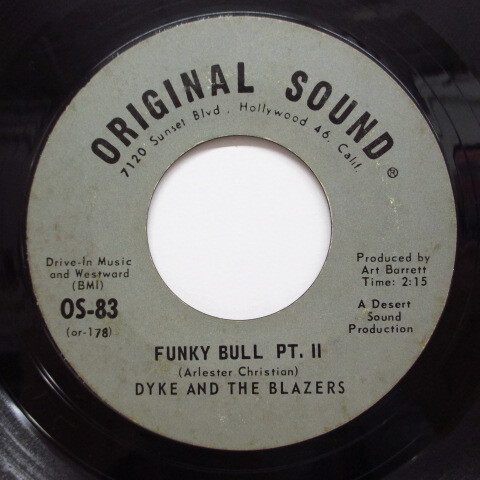 ORIGINAL SOUND®
7120 Sunset Blvd., Hollywood 46, Calif.
Drive-In Music
and Westward
(BMI)
OS-83
(or-178)
Produced by
Art Barrett
Time: 2:15
A Desert
Sound
Production
FUNKY BULL PT. II
(Arlester Christian)
DYKE AND THE BLAZERS